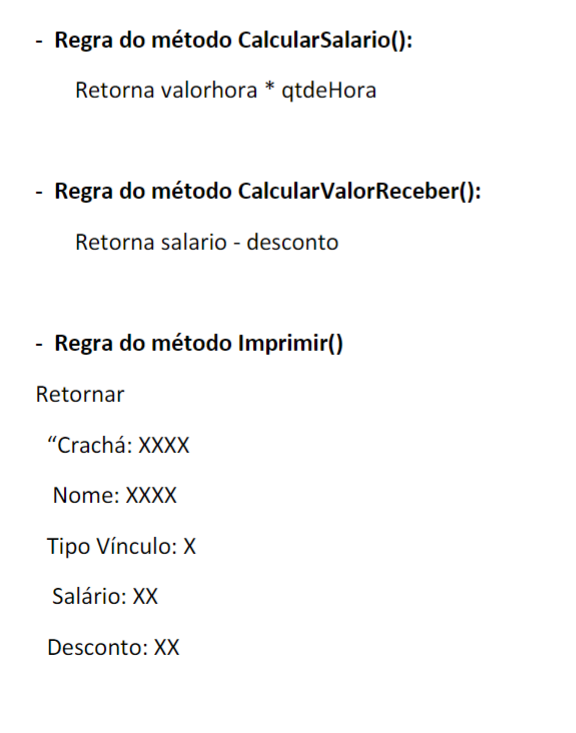 - Regra do método CalcularSalario():
Retorna valorhora * qtdeHora
- Regra do método CalcularValorReceber():
Retorna salario - desconto
- Regra do método Imprimir()
Retornar
“Crachá: XXXX
Nome: XXXX
Tipo Vínculo: X
Salário: XX
Desconto: XX